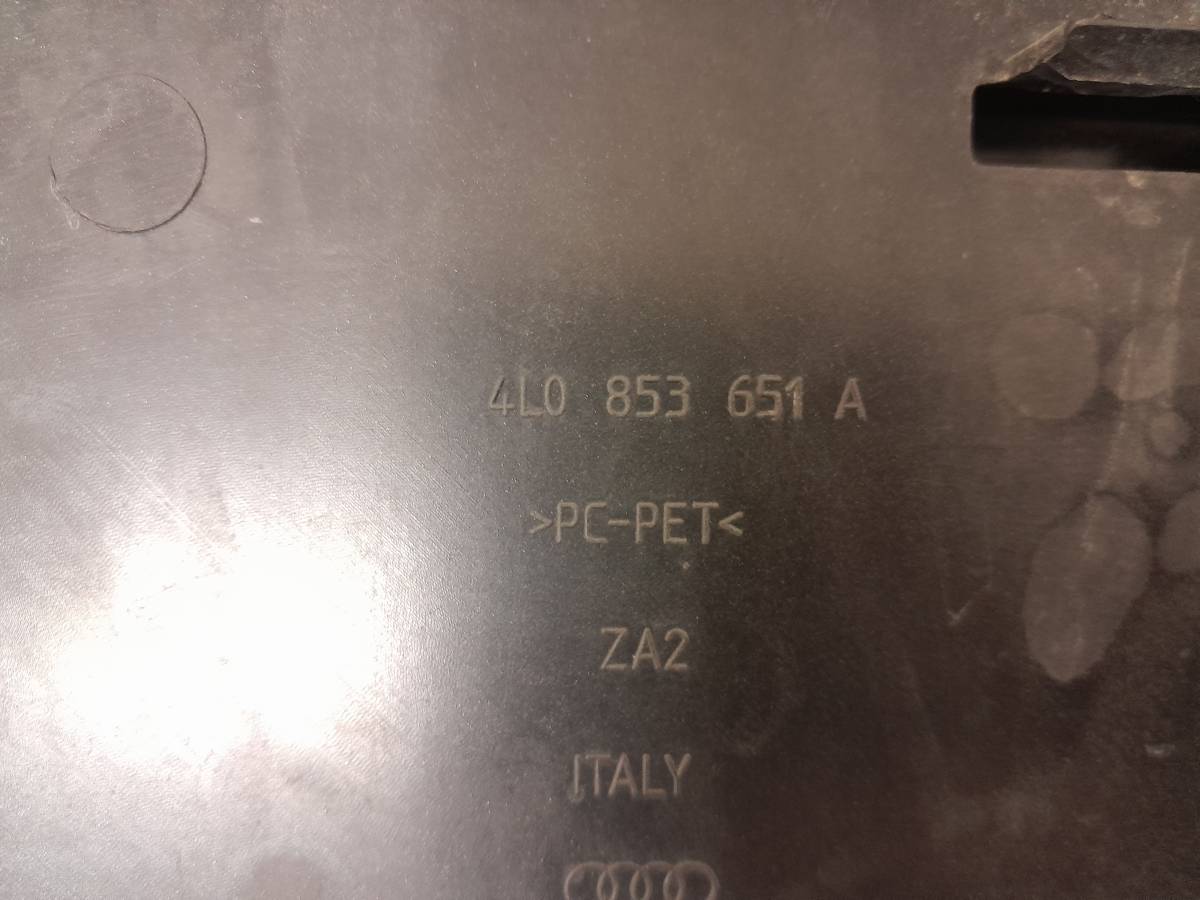 4L0 853 651 A
>PC-PET<
ZA2
ITALY